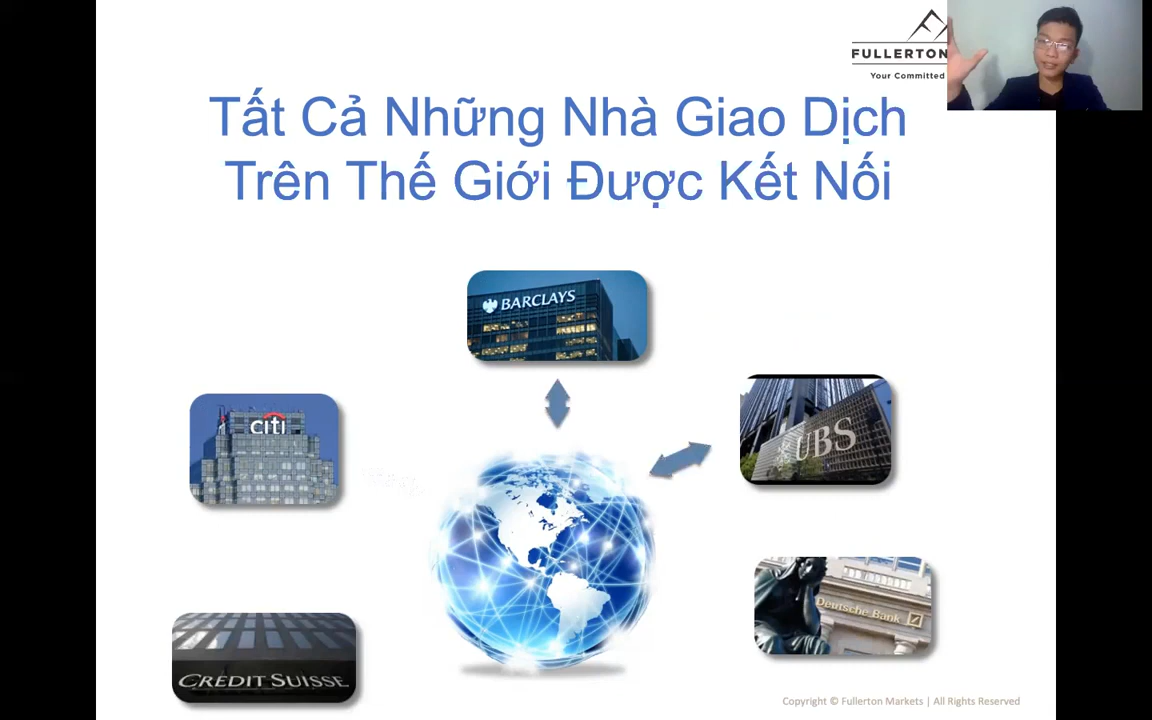 FULLERTON
Your Committed
Tất Cả Những Nhà Giao Dịch
Trên Thế Giới Được Kết Nối
BARCLAYS
citi
UBS
Deutsche Bank
CREDIT SUISSE
Copyright © Fullerton Markets | All Rights Reserved